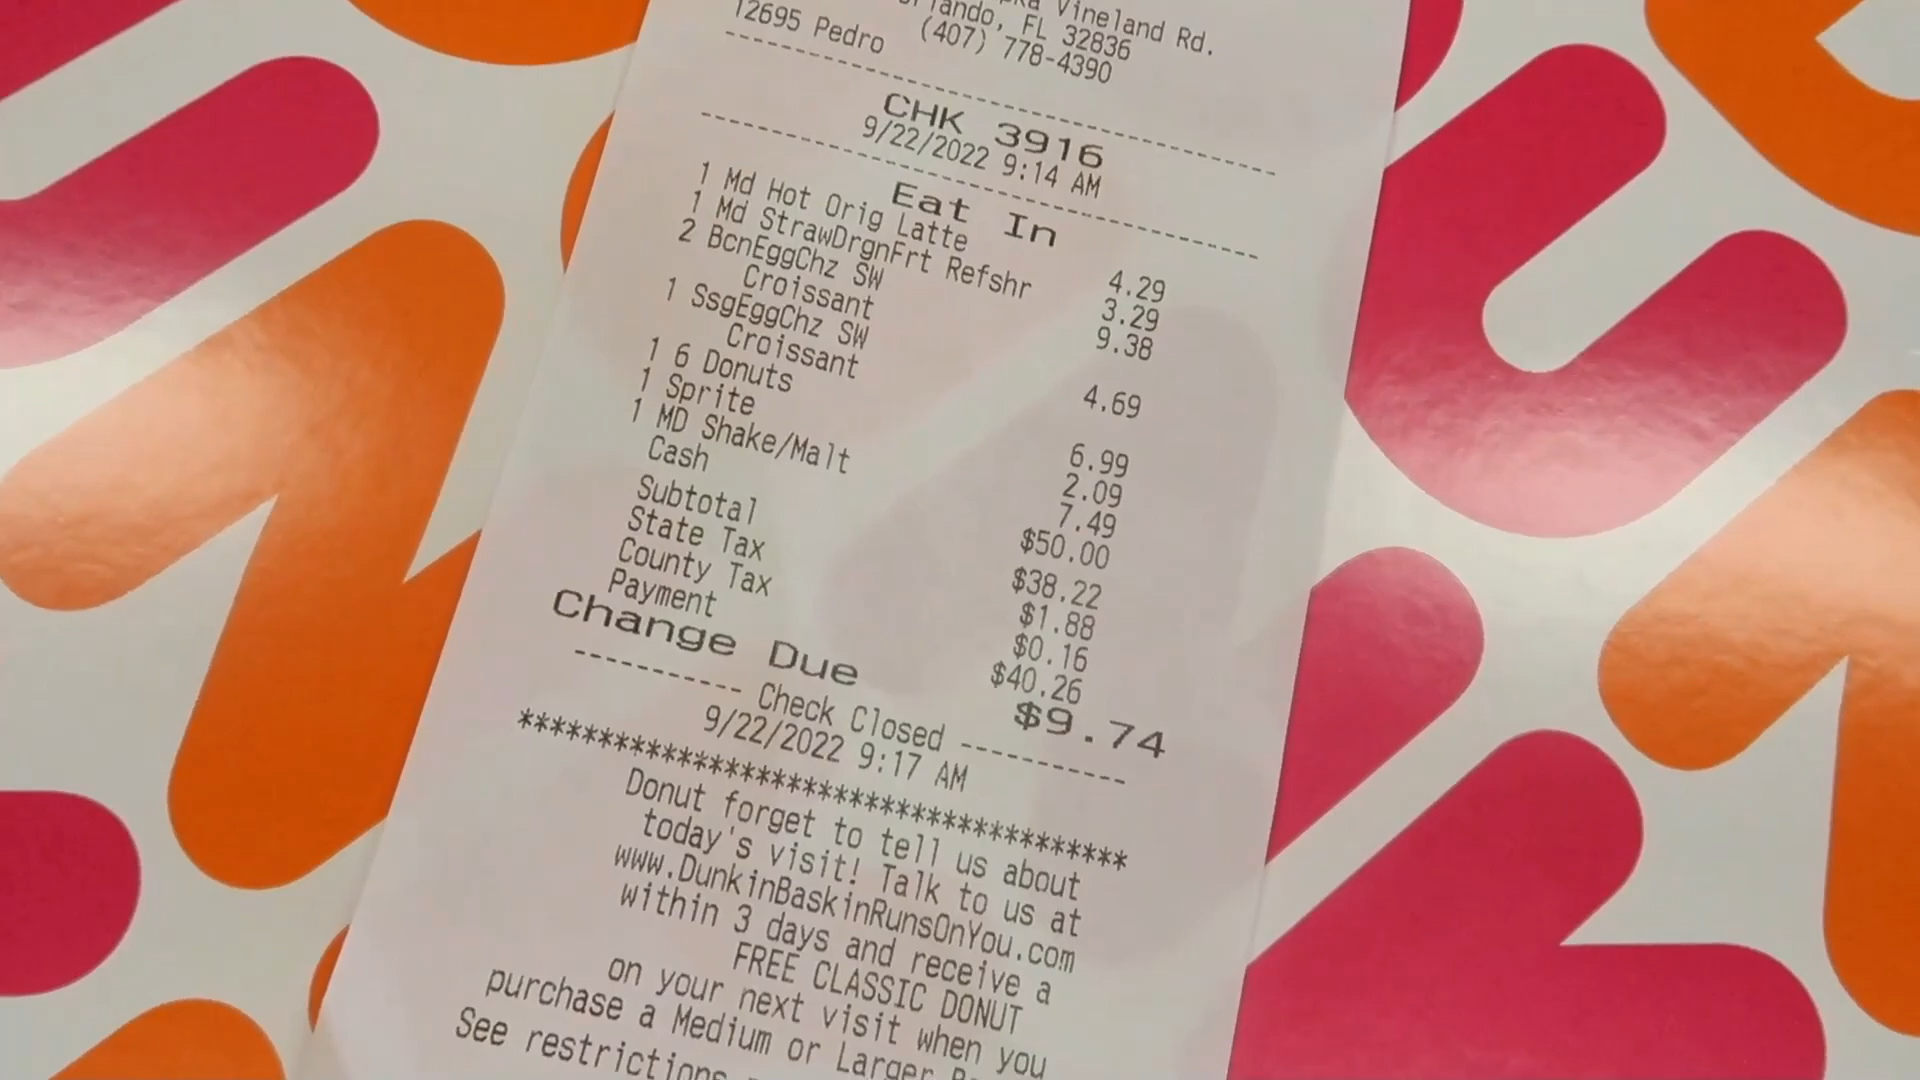 Vineland Rd.
Orlando, FL 32836
(407) 778-4390
12695 Pedro
CHK 3916
9/22/2022 9:14 AM
Eat In
1 Md Hot Orig Latte 4.29
1 Md StrawDrgnFrt Refshr 3.29
2 BcnEggChz SW 9.38
Croissant
1 SsgEggChz SW 4.69
Croissant
1 6 Donuts 6.99
1 Sprite 2.09
1 MD Shake/Malt 7.49
Cash $50.00
Subtotal $38.22
State Tax $1.88
County Tax $0.16
Payment $40.26
Change Due $9.74
---------- Check Closed ----------
9/22/2022 9:17 AM
**************************************
Donut forget to tell us about
today's visit! Talk to us at
www.DunkinBaskinRunsOnYou.com
within 3 days and receive a
FREE CLASSIC DONUT
on your next visit when you
purchase a Medium or Larger
See restrictions